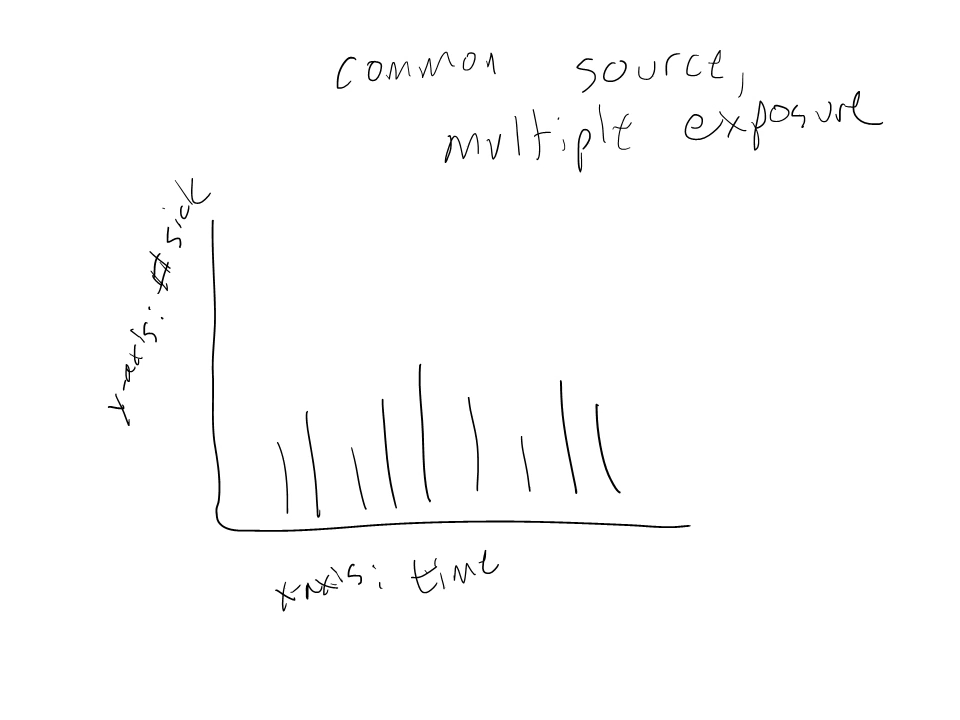 common source,
multiple exposure
y-axis: # sick
x-axis: time